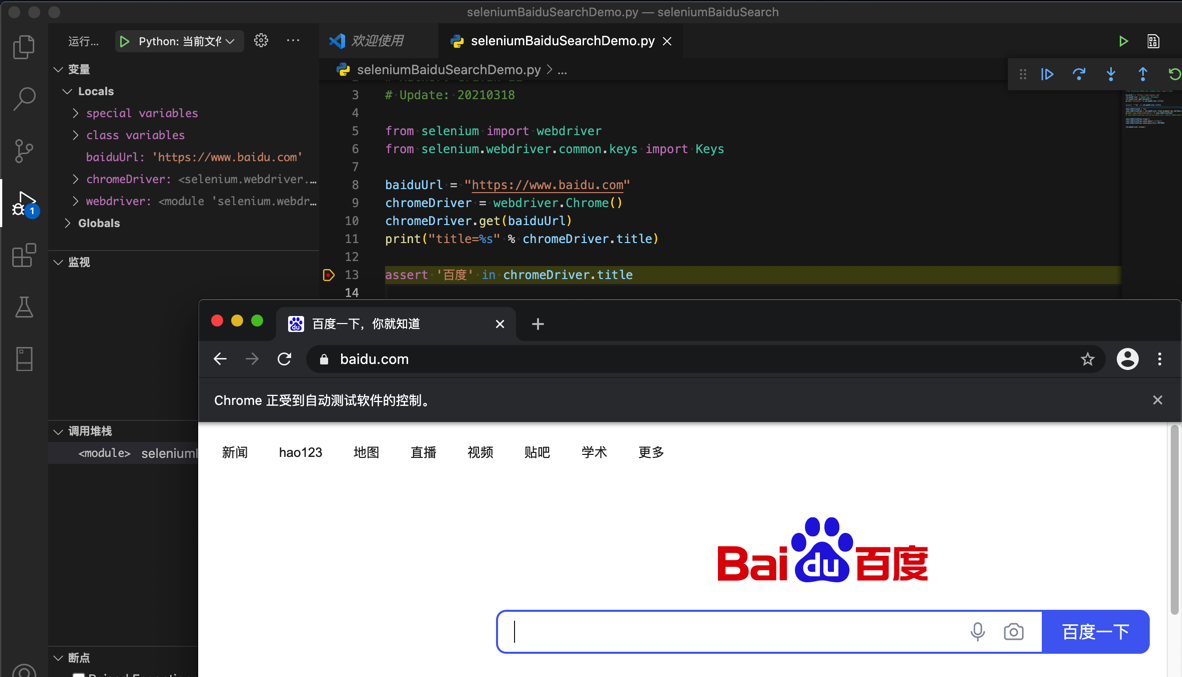 seleniumBaiduSearchDemo.py — seleniumBaiduSearch
运行...
Python: 当前文件
欢迎使用
seleniumBaiduSearchDemo.py
seleniumBaiduSearchDemo.py > ...
变量
Locals
special variables
class variables
baiduUrl: 'https://www.baidu.com'
chromeDriver: <selenium.webdriver....
webdriver: <module 'selenium.webdr...
Globals
监视
调用堆栈
<module> selenium
断点
1
3 # Update: 20210318
4
5 from selenium import webdriver
6 from selenium.webdriver.common.keys import Keys
7
8 baiduUrl = "https://www.baidu.com"
9 chromeDriver = webdriver.Chrome()
10 chromeDriver.get(baiduUrl)
11 print("title=%s" % chromeDriver.title)
12
13 assert '百度' in chromeDriver.title
14
百度一下，你就知道
baidu.com
Chrome 正受到自动测试软件的控制。
新闻 hao123 地图 直播 视频 贴吧 学术 更多
Bai du 百度
百度一下